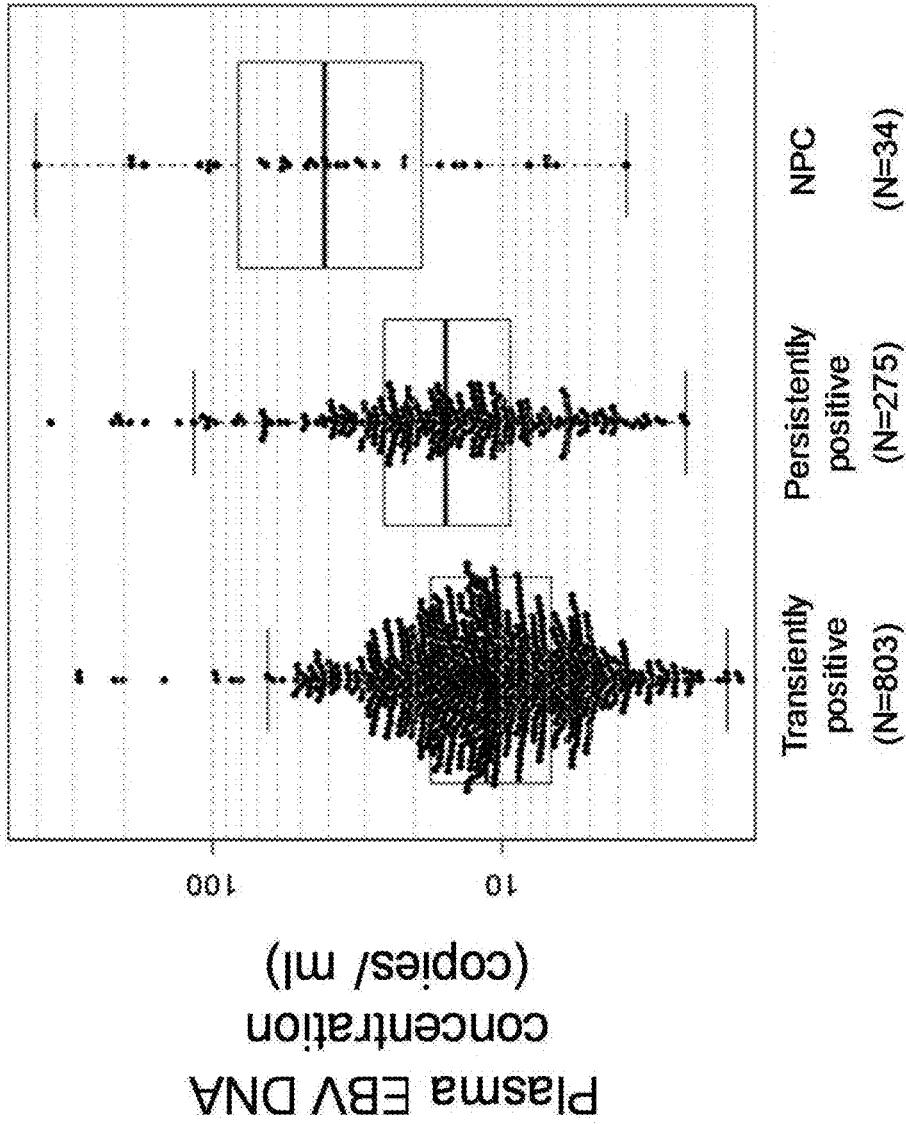 Plasma EBV DNA
concentration
(copies/ ml)
100
10
Transiently
positive
(N=803)
Persistently
positive
(N=275)
NPC
(N=34)